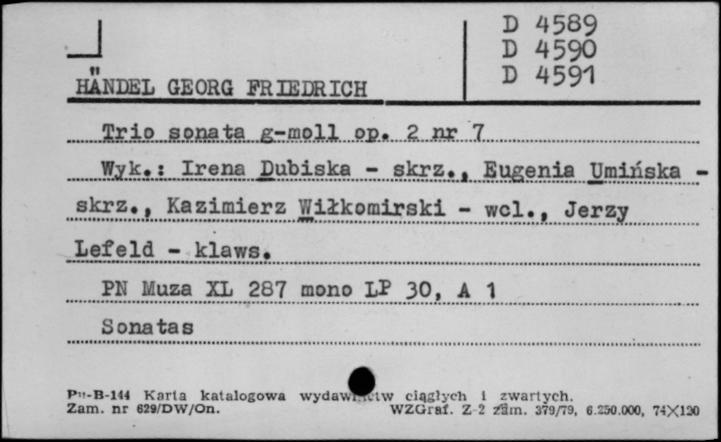 D 4589
D 4590
D 4591
HÄNDEL GEORG FRIEDRICH
Trio sonata g-moll op. 2 nr 7
Wyk.: Irena Dubiska - skrz., Eugenia Umińska -
skrz., Kazimierz Wiłkomirski - wcl., Jerzy
Lefeld - klaws.
PN Muza XL 287 mono LP 30, A 1
Sonatas
Pu-B-144 Karta katalogowa wydawnictw ciągłych i zwartych.
Zam. nr 629/DW/On. WZGraf. Z-2 zam. 379/79, 6.250.000, 74X120